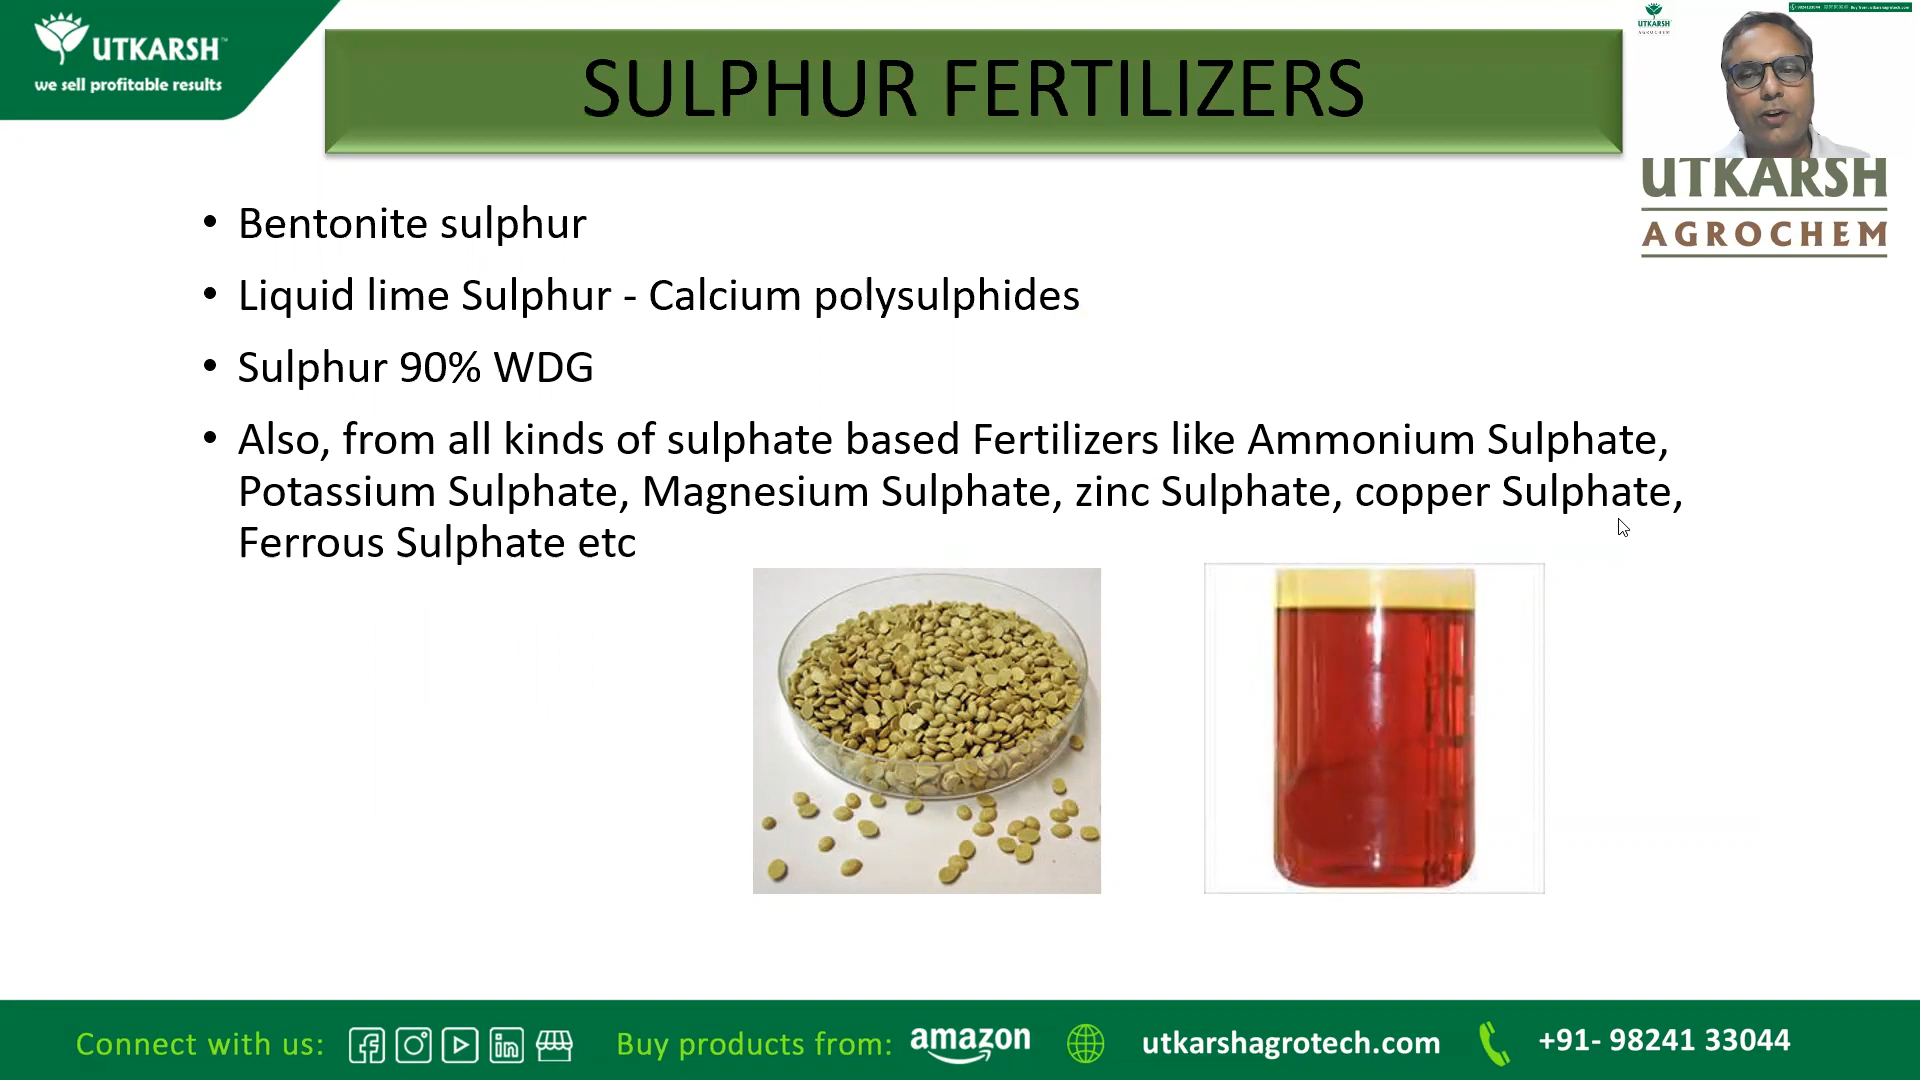 UTKARSH
we sell profitable results
SULPHUR FERTILIZERS
UTKARSH
AGROCHEM
UTKARSH
AGROCHEM
• Bentonite sulphur
• Liquid lime Sulphur - Calcium polysulphides
• Sulphur 90% WDG
• Also, from all kinds of sulphate based Fertilizers like Ammonium Sulphate,
Potassium Sulphate, Magnesium Sulphate, zinc Sulphate, copper Sulphate,
Ferrous Sulphate etc
Connect with us: Buy products from: amazon utkarshagrotech.com +91- 98241 33044